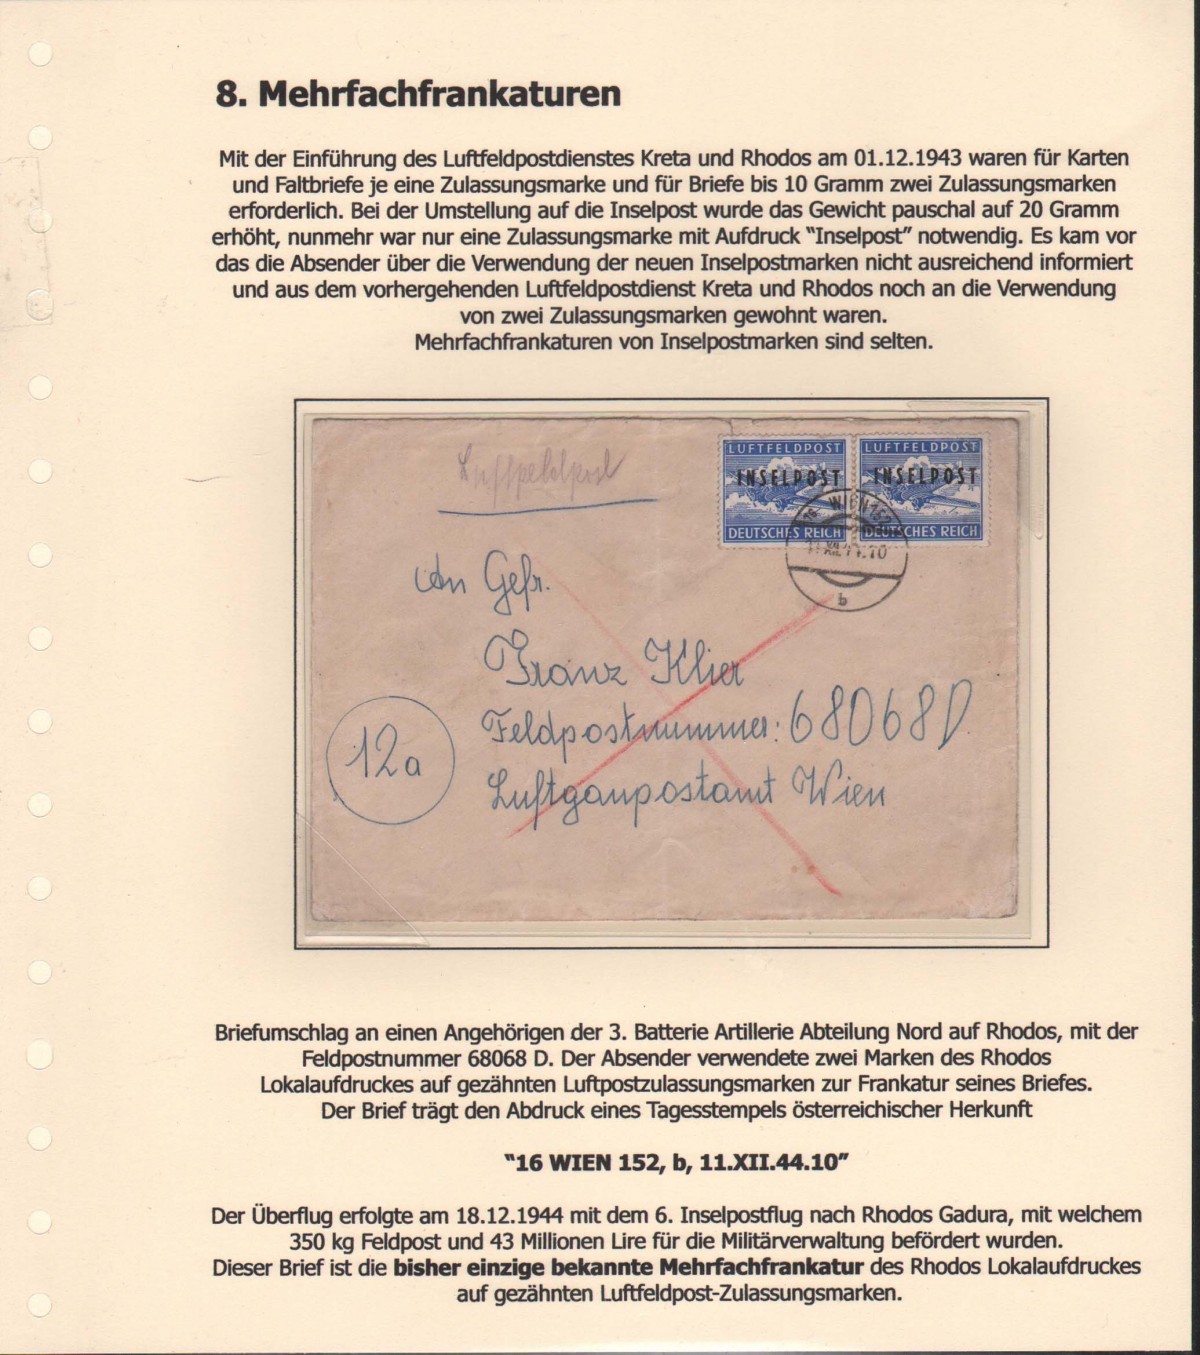 8. Mehrfachfrankaturen
Mit der Einführung des Luftfeldpostdienstes Kreta und Rhodos am 01.12.1943 waren für Karten
und Faltbriefe je eine Zulassungsmarke und für Briefe bis 10 Gramm zwei Zulassungsmarken
erforderlich. Bei der Umstellung auf die Inselpost wurde das Gewicht pauschal auf 20 Gramm
erhöht, nunmehr war nur eine Zulassungsmarke mit Aufdruck “Inselpost” notwendig. Es kam vor
das die Absender über die Verwendung der neuen Inselpostmarken nicht ausreichend informiert
und aus dem vorhergehenden Luftfeldpostdienst Kreta und Rhodos noch an die Verwendung
von zwei Zulassungsmarken gewohnt waren.
Mehrfachfrankaturen von Inselpostmarken sind selten.
Luftfeldpost
LUFTFELDPOST LUFTFELDPOST
INSELPOST INSELPOST
DEUTSCHES REICH DEUTSCHES REICH
16 WIEN 152
11.XII.44.10
b
An Gefr.
Franz Klier
Feldpostnummer: 68068D
12a
Luftgaupostamt Wien
Briefumschlag an einen Angehörigen der 3. Batterie Artillerie Abteilung Nord auf Rhodos, mit der
Feldpostnummer 68068 D. Der Absender verwendete zwei Marken des Rhodos
Lokalaufdruckes auf gezähnten Luftpostzulassungsmarken zur Frankatur seines Briefes.
Der Brief trägt den Abdruck eines Tagesstempels österreichischer Herkunft
“16 WIEN 152, b, 11.XII.44.10”
Der Überflug erfolgte am 18.12.1944 mit dem 6. Inselpostflug nach Rhodos Gadura, mit welchem
350 kg Feldpost und 43 Millionen Lire für die Militärverwaltung befördert wurden.
Dieser Brief ist die bisher einzige bekannte Mehrfachfrankatur des Rhodos Lokalaufdruckes
auf gezähnten Luftfeldpost-Zulassungsmarken.